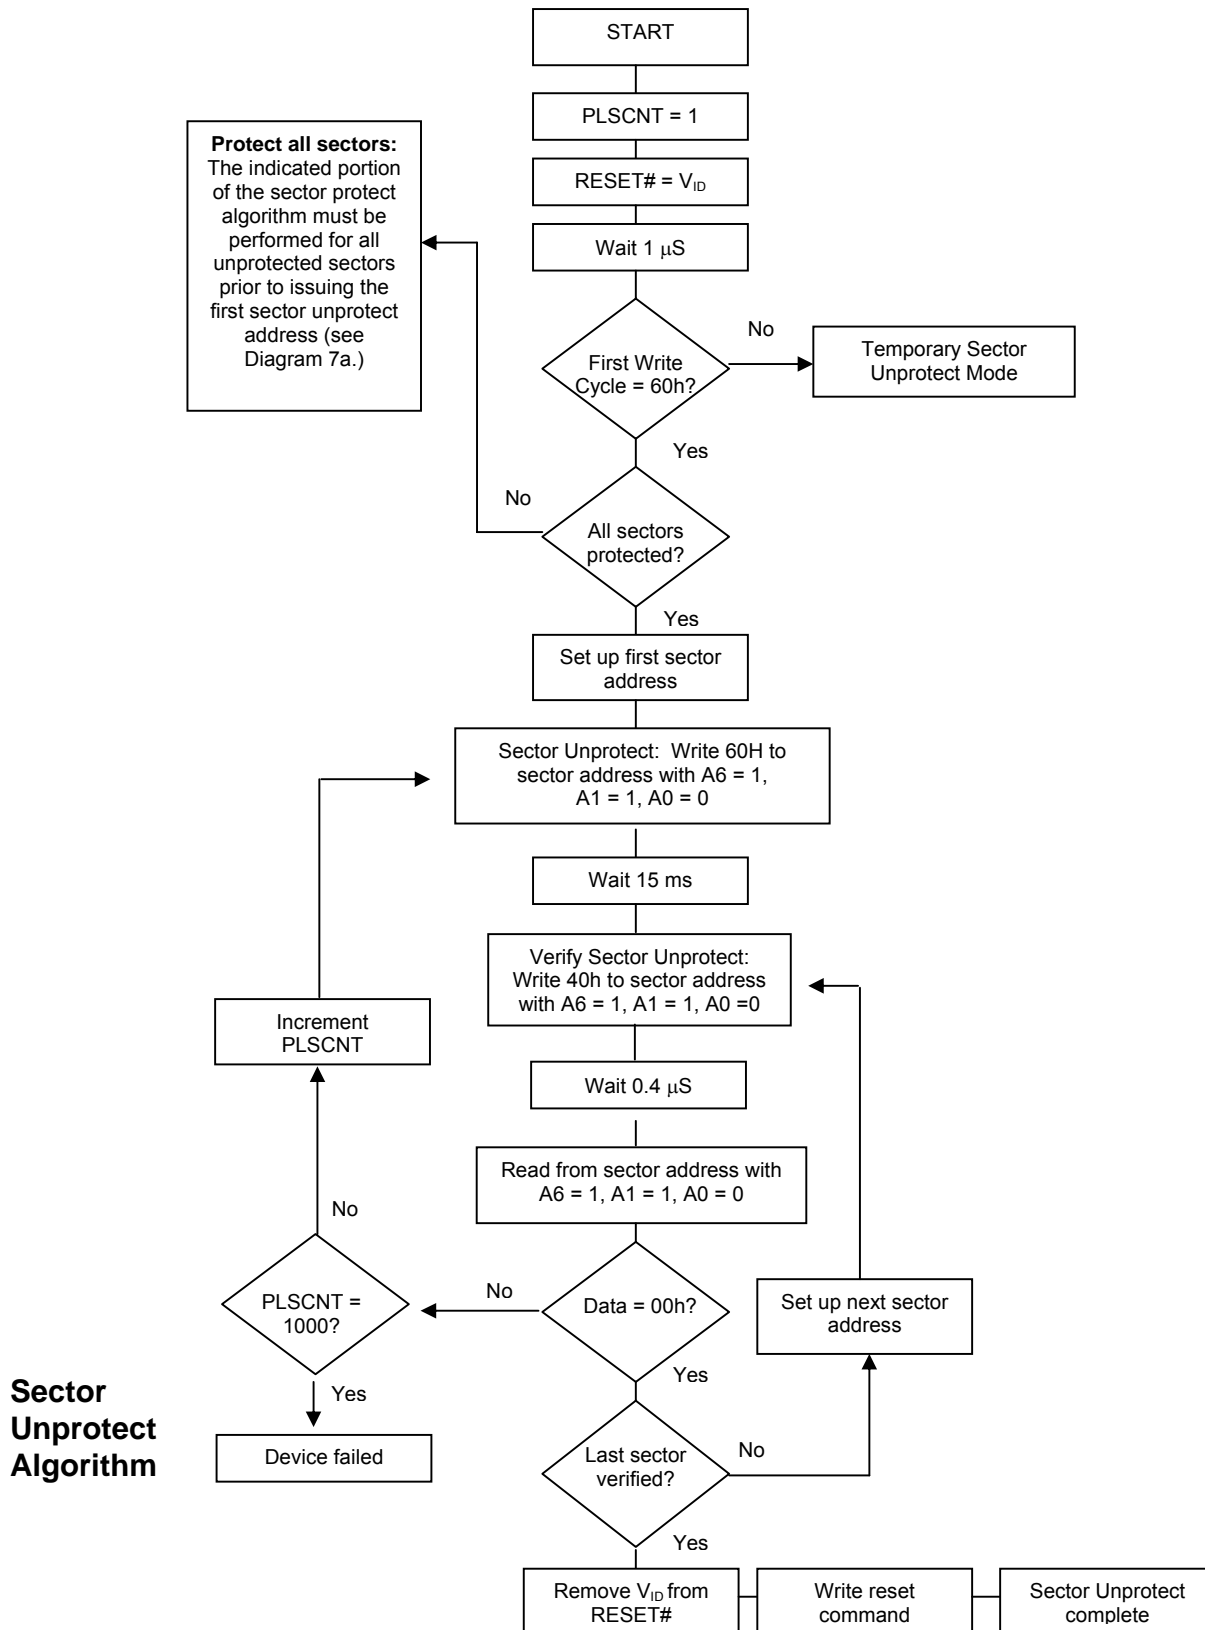 START
PLSCNT = 1
RESET# = VID
Wait 1 μS
Protect all sectors:
The indicated portion
of the sector protect
algorithm must be
performed for all
unprotected sectors
prior to issuing the
first sector unprotect
address (see
Diagram 7a.)
First Write
Cycle = 60h?
No
Temporary Sector
Unprotect Mode
Yes
No
All sectors
protected?
Yes
Set up first sector
address
Sector Unprotect: Write 60H to
sector address with A6 = 1,
A1 = 1, A0 = 0
Wait 15 ms
Verify Sector Unprotect:
Write 40h to sector address
with A6 = 1, A1 = 1, A0 =0
Increment
PLSCNT
Wait 0.4 μS
Read from sector address with
A6 = 1, A1 = 1, A0 = 0
No
PLSCNT =
1000?
No
Data = 00h?
Set up next sector
address
Yes
Yes
Sector
Unprotect
Algorithm
Device failed
Last sector
verified?
No
Yes
Remove VID from
RESET#
Write reset
command
Sector Unprotect
complete